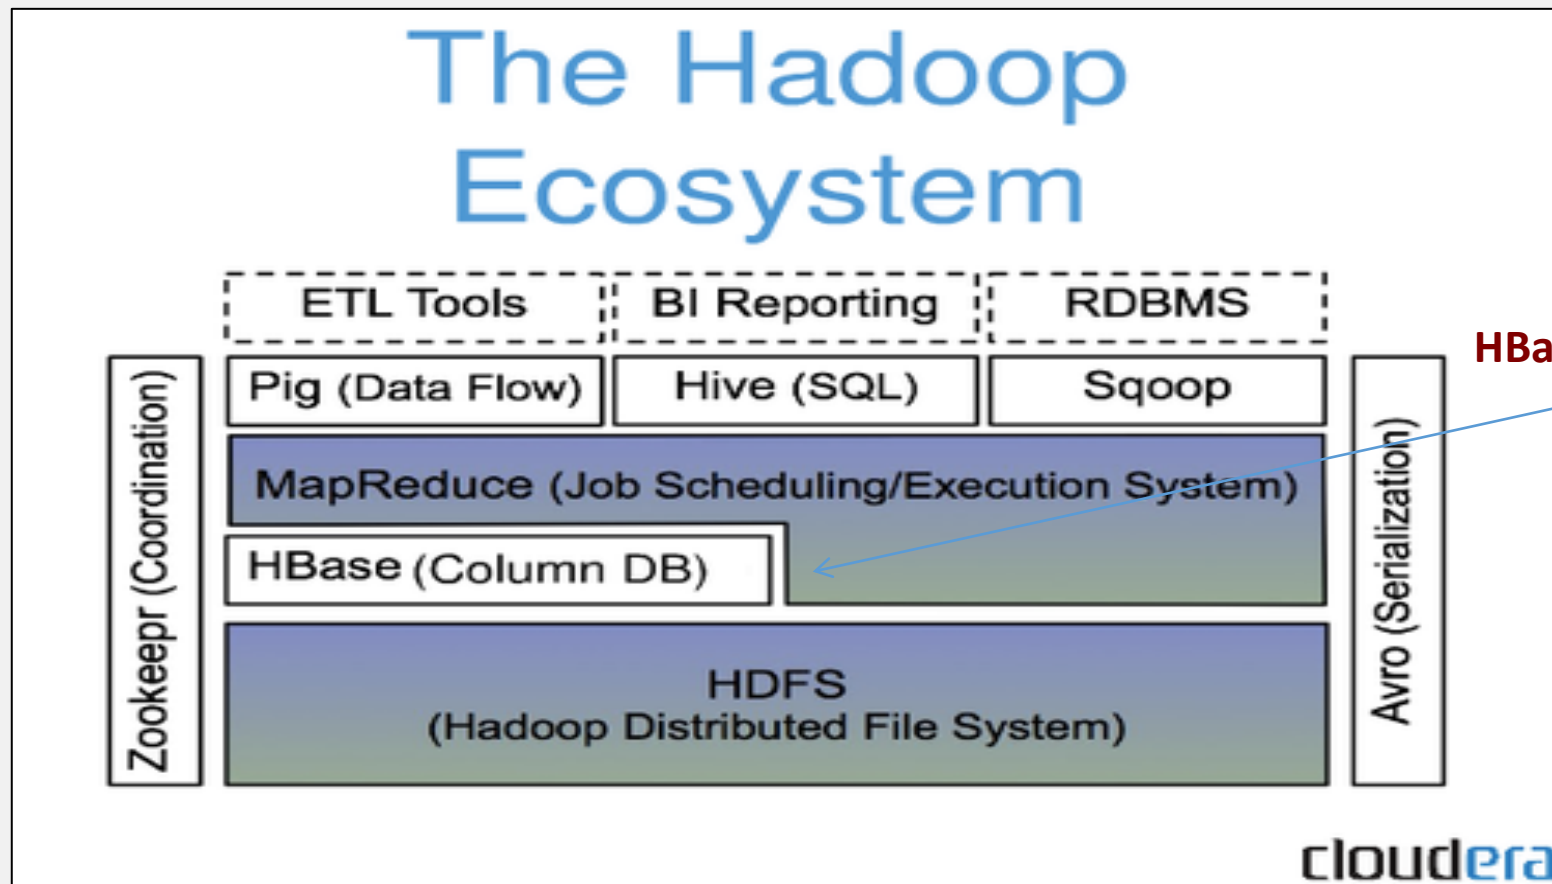 The Hadoop
Ecosystem
ETL Tools
BI Reporting
RDBMS
HBa
Pig (Data Flow)
Hive (SQL)
Sqoop
MapReduce (Job Scheduling/Execution System)
HBase (Column DB)
HDFS
(Hadoop Distributed File System)
Zookeepr (Coordination)
Avro (Serialization)
cloudera